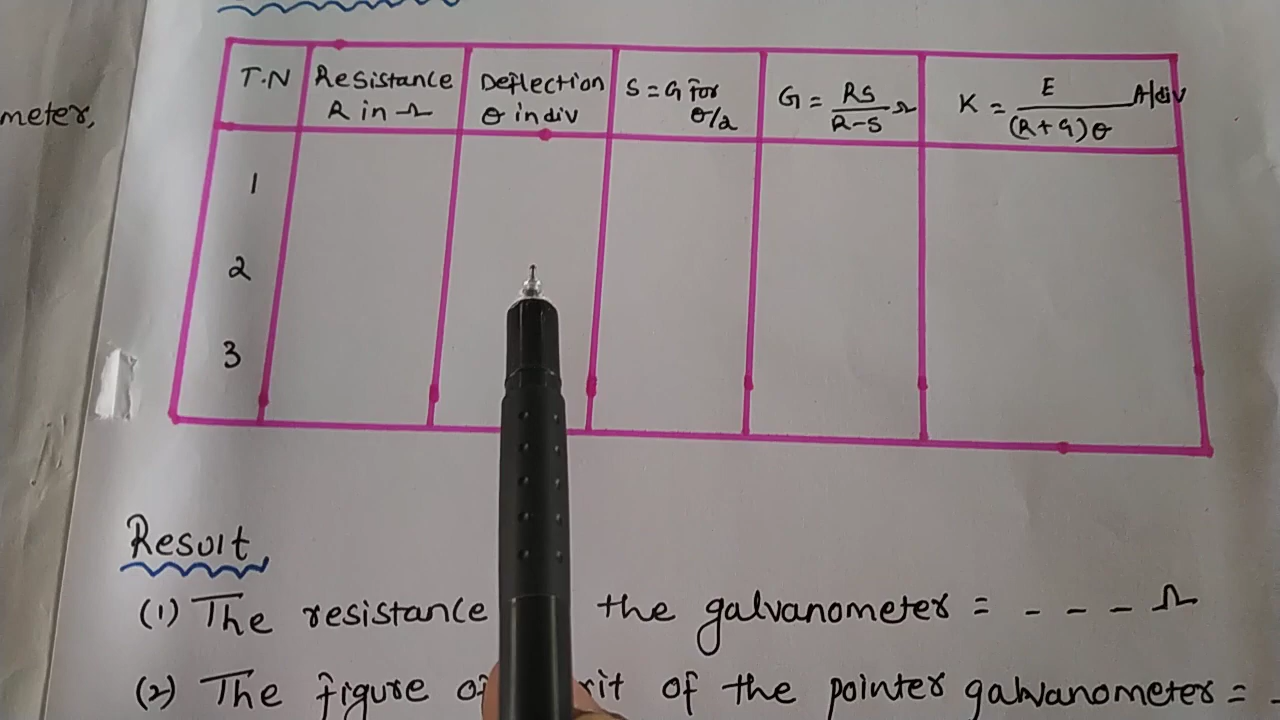 meter,
T.N
Resistance
R in Ω
Deflection
θ in div
S = G for
θ/2
G = RS/R-S Ω
K = E/(R+G)θ A/div
1
2
3
Result
(1) The resistance the galvanometer = - - - Ω
(2) The figure of of the pointer galvanometer =